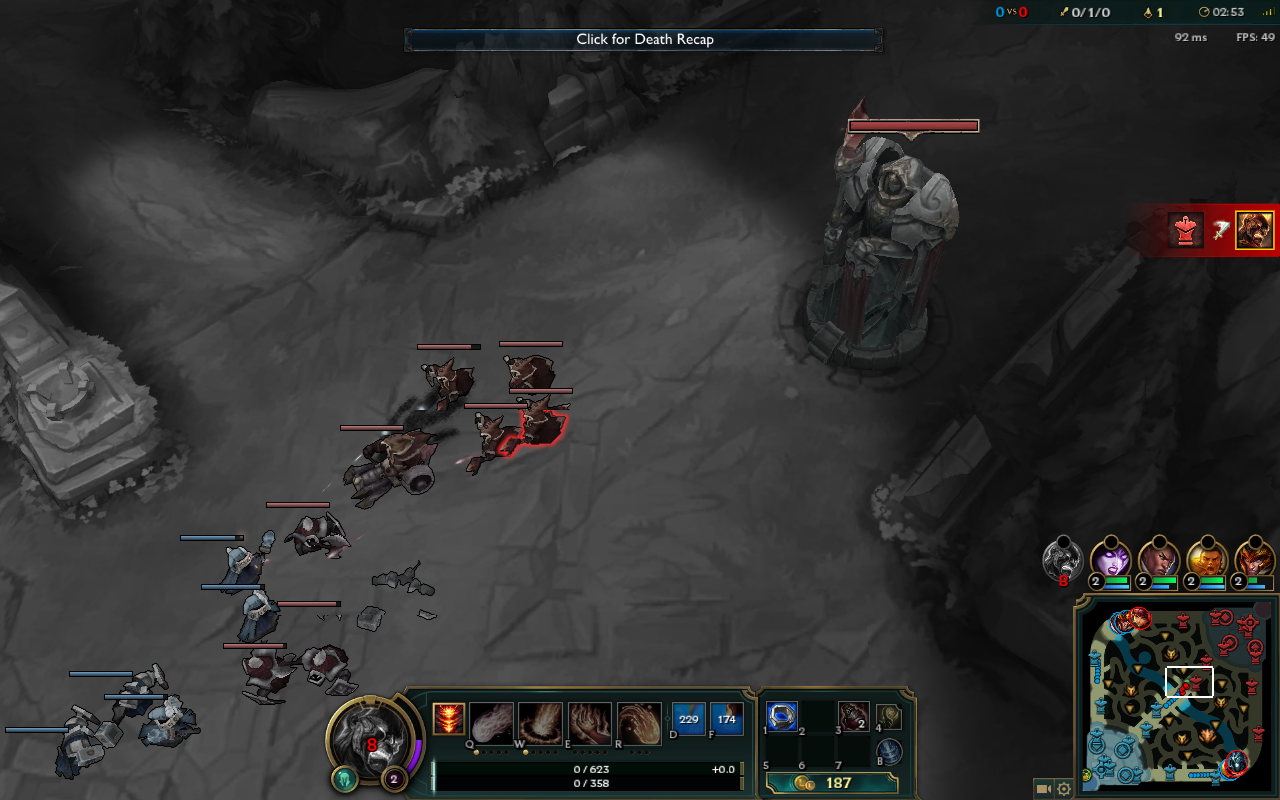 0 vs 0 0/1/0 1 02:53
Click for Death Recap
92 ms FPS: 49
8 2 2 2 2
Q W E R D 229 F 174
1 2 3 2 4
8 2
0/623 +0.0
0/358
5 6 7 B
187